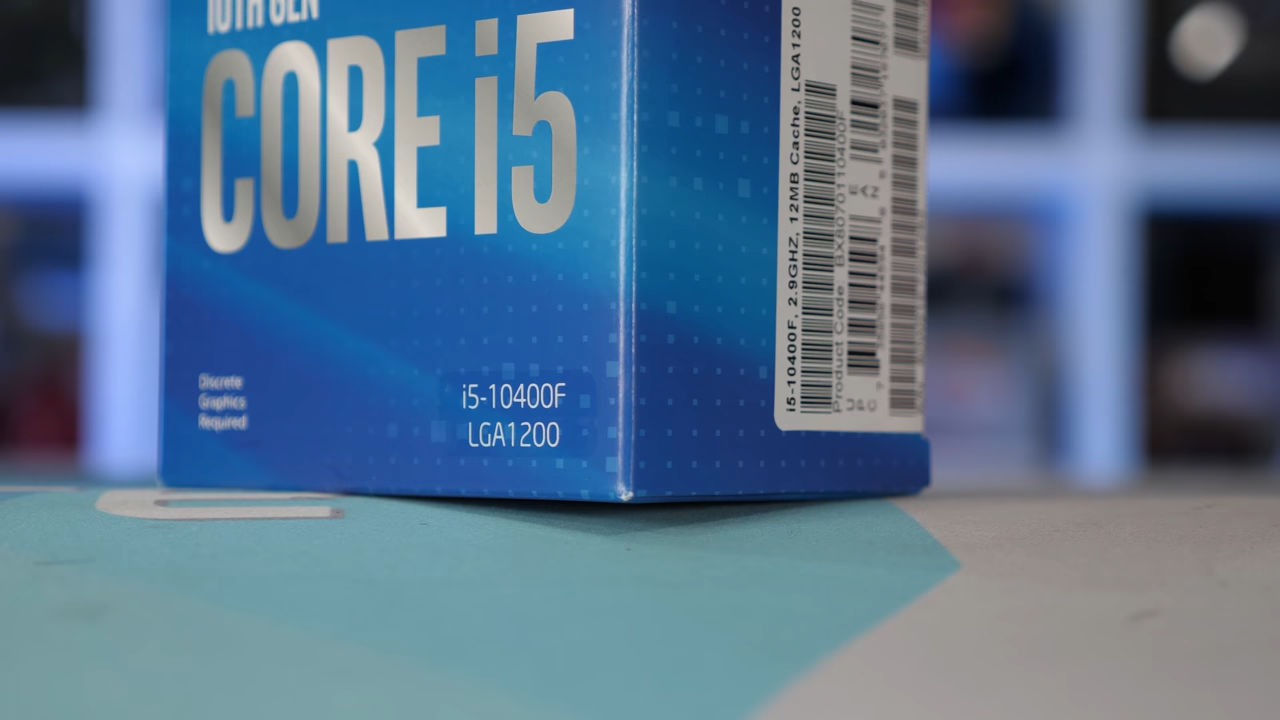 10TH GEN
CORE i5
Discrete
Graphics
Required
i5-10400F
LGA1200
i5-10400F, 2.9GHZ, 12MB Cache, LGA1200
Product Code BX8070110400F